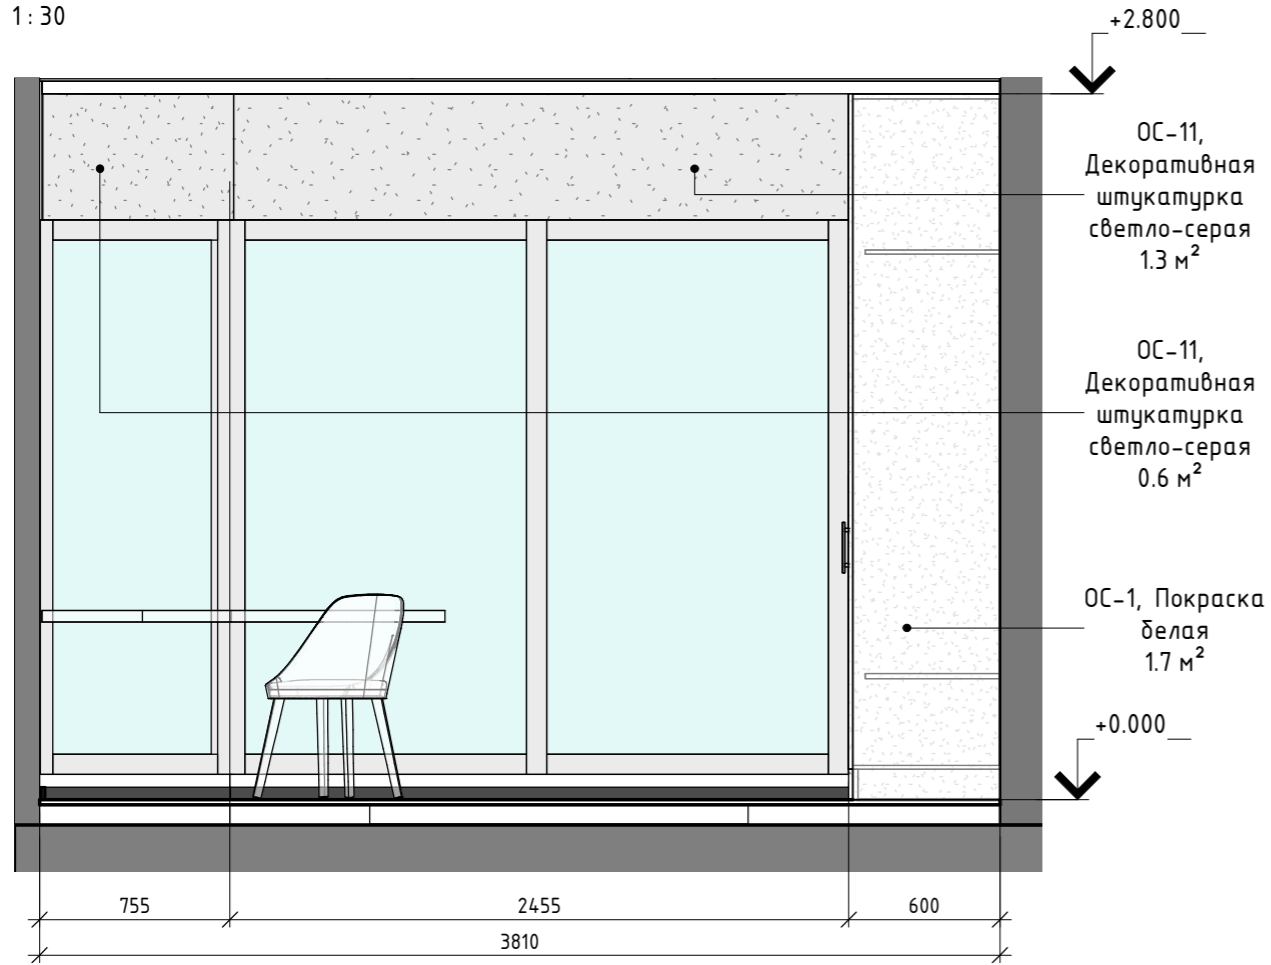 1 : 30
+2.800
ОС-11,
Декоративная
штукатурка
светло-серая
1.3 м²
ОС-11,
Декоративная
штукатурка
светло-серая
0.6 м²
ОС-1, Покраска
белая
1.7 м²
+0.000
755 2455 600
3810